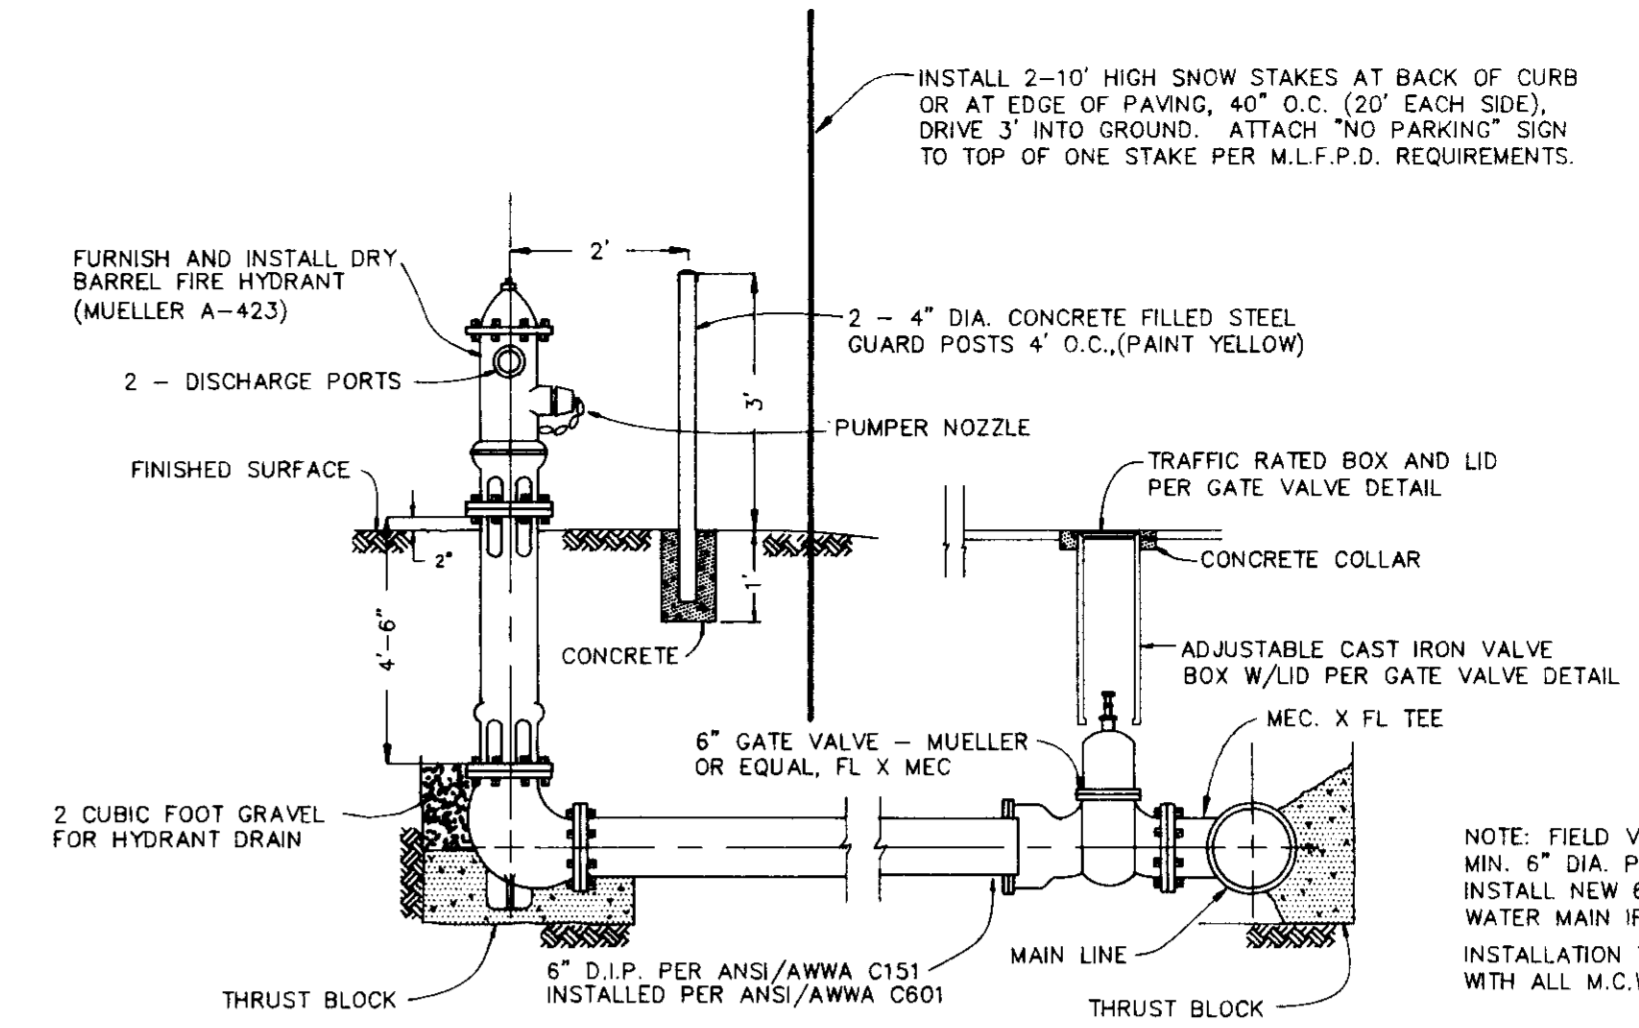 INSTALL 2-10' HIGH SNOW STAKES AT BACK OF CURB
OR AT EDGE OF PAVING, 40" O.C. (20' EACH SIDE),
DRIVE 3' INTO GROUND. ATTACH "NO PARKING" SIGN
TO TOP OF ONE STAKE PER M.L.F.P.D. REQUIREMENTS.
2'
FURNISH AND INSTALL DRY
BARREL FIRE HYDRANT
(MUELLER A-423)
2 - 4" DIA. CONCRETE FILLED STEEL
GUARD POSTS 4' O.C.,(PAINT YELLOW)
2 - DISCHARGE PORTS
3'
PUMPER NOZZLE
FINISHED SURFACE
TRAFFIC RATED BOX AND LID
PER GATE VALVE DETAIL
2"
CONCRETE COLLAR
1'
4'-6"
CONCRETE
ADJUSTABLE CAST IRON VALVE
BOX W/LID PER GATE VALVE DETAIL
MEC. X FL TEE
6" GATE VALVE - MUELLER
OR EQUAL, FL X MEC
2 CUBIC FOOT GRAVEL
FOR HYDRANT DRAIN
NOTE: FIELD V
MIN. 6" DIA. P
INSTALL NEW 6
WATER MAIN IF
INSTALLATION T
WITH ALL M.C.W
MAIN LINE
6" D.I.P. PER ANSI/AWWA C151
INSTALLED PER ANSI/AWWA C601
THRUST BLOCK
THRUST BLOCK